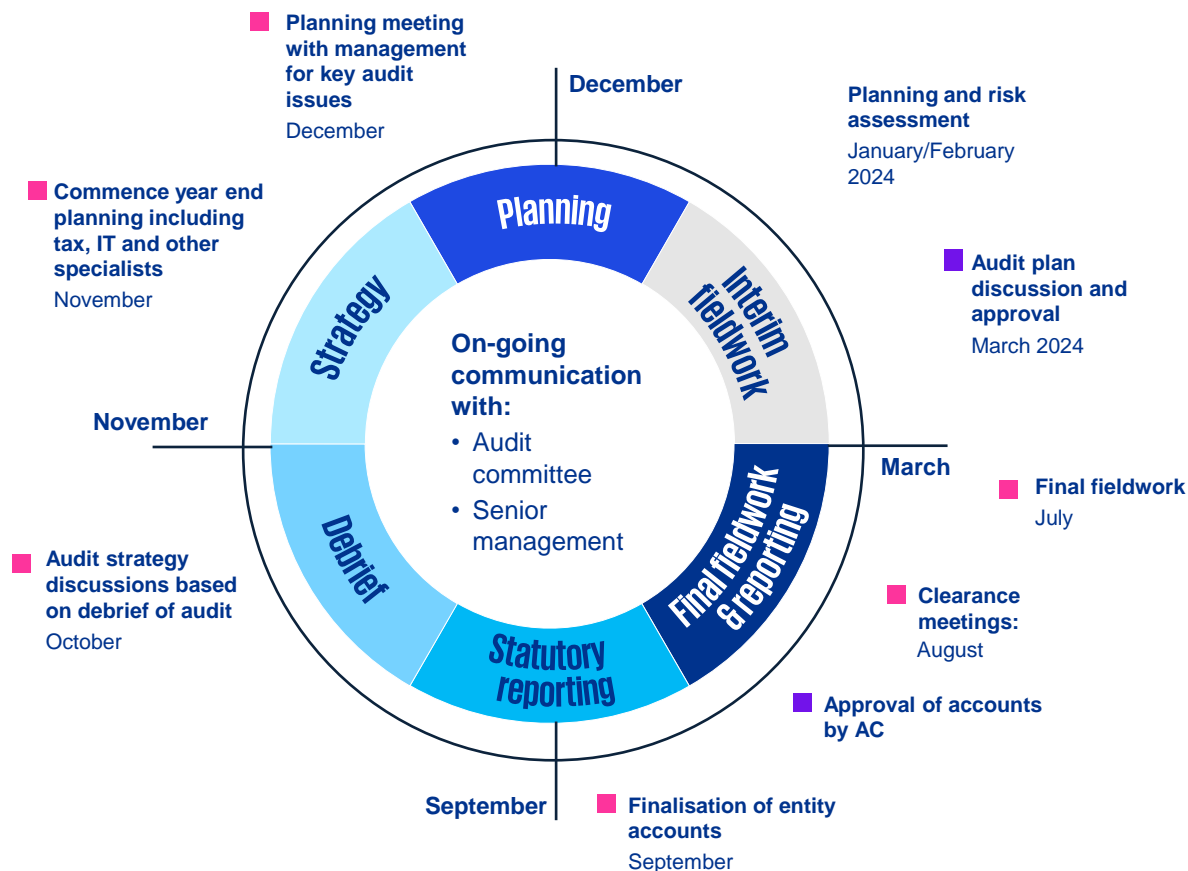 Planning meeting
with management
for key audit
issues
December
December
Planning and risk
assessment
January/February
2024
Commence year end
planning including
tax, IT and other
specialists
November
Planning
Strategy
Interim
fieldwork
Audit plan
discussion and
approval
March 2024
On-going
communication
with:
• Audit
committee
• Senior
management
November
March
Final fieldwork
July
Debrief
Final fieldwork
& reporting
Audit strategy
discussions based
on debrief of audit
October
Clearance
meetings:
August
Statutory
reporting
Approval of accounts
by AC
September
Finalisation of entity
accounts
September